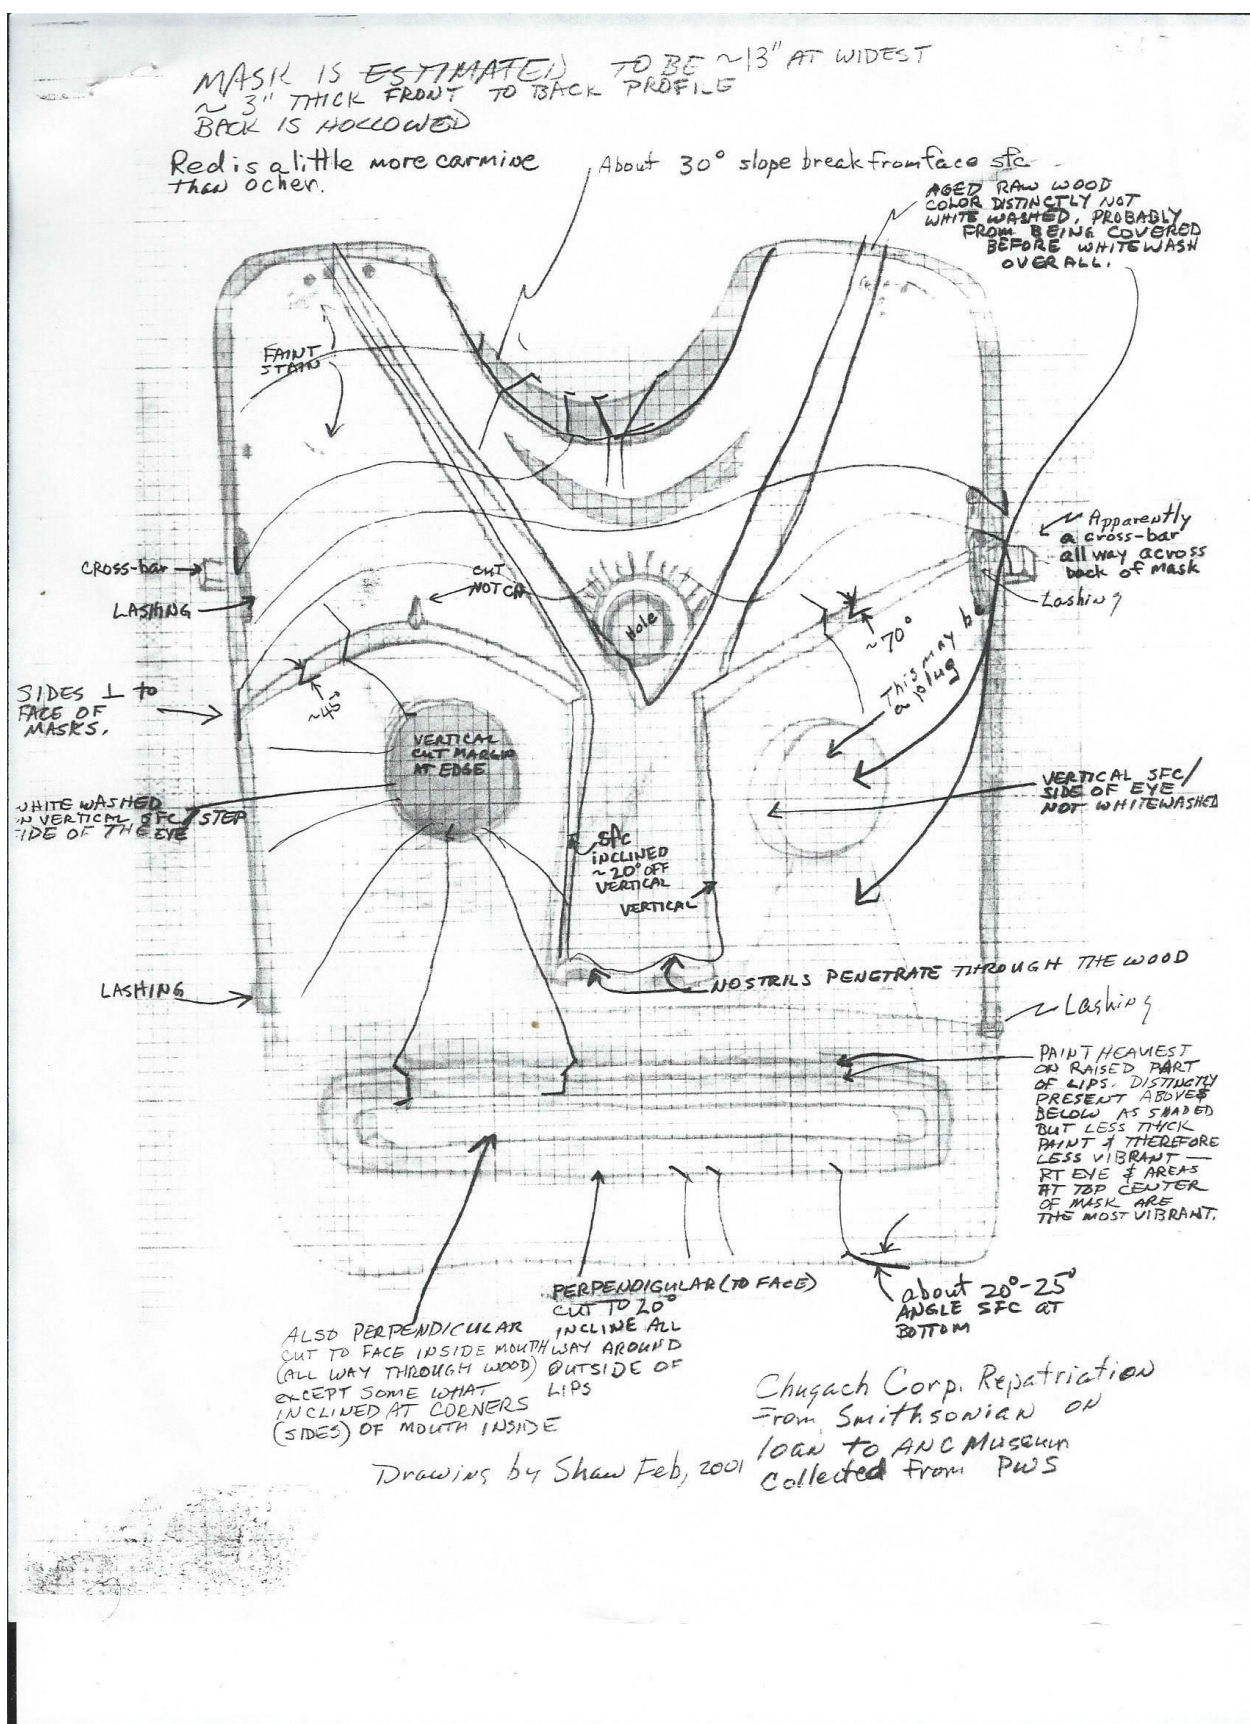 MASK IS ESTIMATED TO BE ~13" AT WIDEST
~ 3" THICK FRONT TO BACK PROFILE
BACK IS HOLLOWED
Red is a little more carmine
than ocher.
About 30° slope break from face sfc
AGED RAW WOOD
COLOR DISTINCTLY NOT
WHITE WASHED, PROBABLY
FROM BEING COVERED
BEFORE WHITEWASH
OVERALL.
FAINT
STAIN
CROSS-bar
LASHING
CUT
NOTCH
Hole
Apparently
a cross-bar
all way across
back of mask
Lashing
~70°
This may b
a plug
SIDES ⊥ to
FACE OF
MASKS.
~45°
VERTICAL
CUT MARGIN
AT EDGE
WHITE WASHED
ON VERTICAL SFC/STEP
SIDE OF THE EYE
VERTICAL SFC/
SIDE OF EYE
NOT WHITEWASHED
SFC
INCLINED
~20° OFF
VERTICAL
VERTICAL
NOSTRILS PENETRATE THROUGH THE WOOD
LASHING
Lashing
PAINT HEAVIEST
ON RAISED PART
OF LIPS. DISTINCTLY
PRESENT ABOVE &
BELOW AS SHADED
BUT LESS THICK
PAINT & THEREFORE
LESS VIBRANT —
RT EYE & AREAS
AT TOP CENTER
OF MASK ARE
THE MOST VIBRANT.
PERPENDIGULAR (TO FACE)
CUT TO 20°
INCLINE ALL
WAY AROUND
OUTSIDE OF
LIPS
about 20°-25°
ANGLE SFC AT
BOTTOM
ALSO PERPENDICULAR
CUT TO FACE INSIDE MOUTH
(ALL WAY THROUGH WOOD)
EXCEPT SOME WHAT
INCLINED AT CORNERS
(SIDES) OF MOUTH INSIDE
Chugach Corp. Repatriation
From Smithsonian on
loan to ANC Museum
Collected from PWS
Drawing by Shaw Feb, 2001